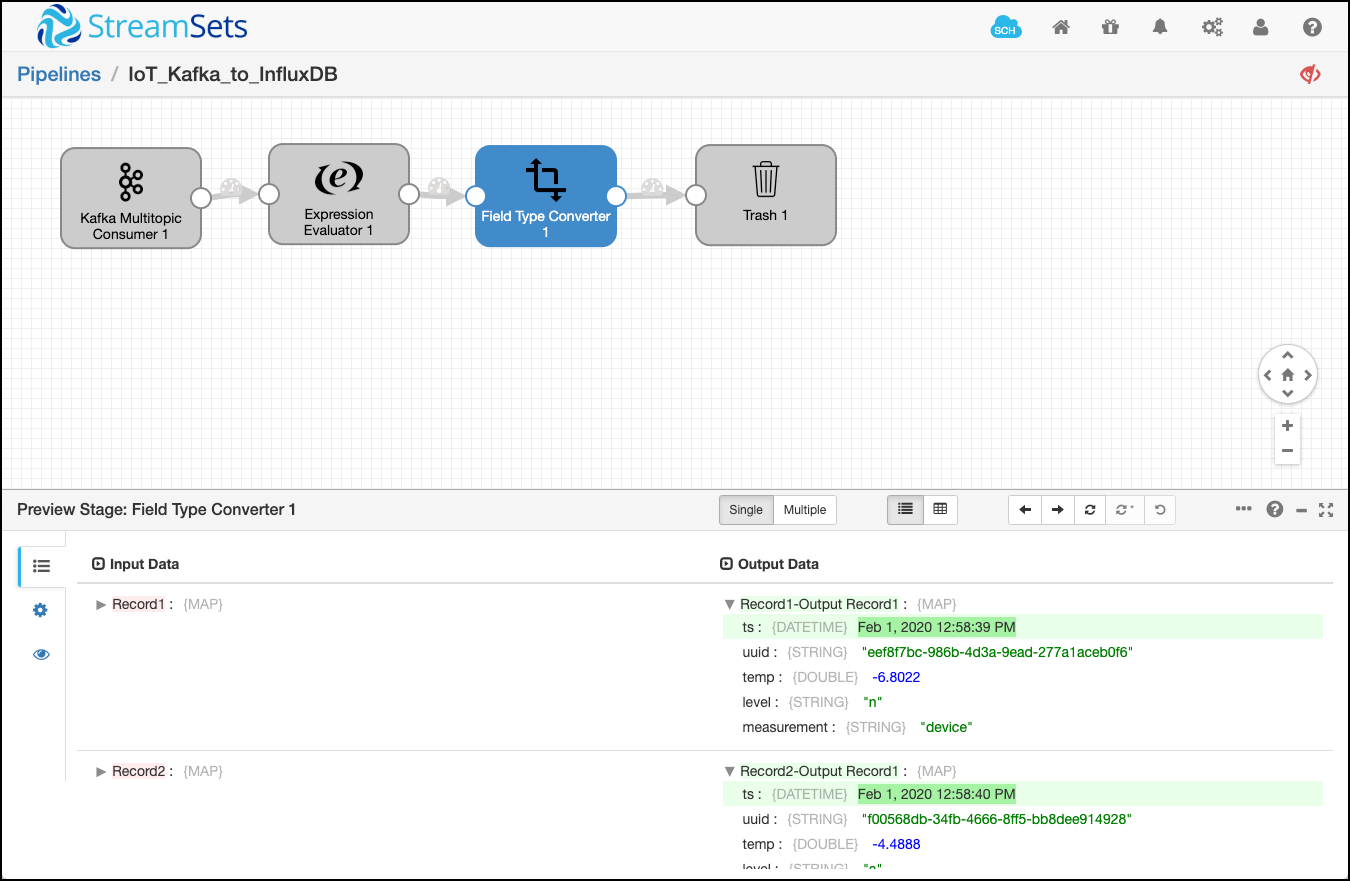 StreamSets
SCH
Pipelines / IoT_Kafka_to_InfluxDB
Kafka Multitopic
Consumer 1
Expression
Evaluator 1
Field Type Converter
1
Trash 1
Preview Stage: Field Type Converter 1
Single Multiple
Input Data
Output Data
Record1 : {MAP}
Record1-Output Record1 : {MAP}
ts : {DATETIME} Feb 1, 2020 12:58:39 PM
uuid : {STRING} "eef8f7bc-986b-4d3a-9ead-277a1aceb0f6"
temp : {DOUBLE} -6.8022
level : {STRING} "n"
measurement : {STRING} "device"
Record2 : {MAP}
Record2-Output Record1 : {MAP}
ts : {DATETIME} Feb 1, 2020 12:58:40 PM
uuid : {STRING} "f00568db-34fb-4666-8ff5-bb8dee914928"
temp : {DOUBLE} -4.4888
level : {STRING}